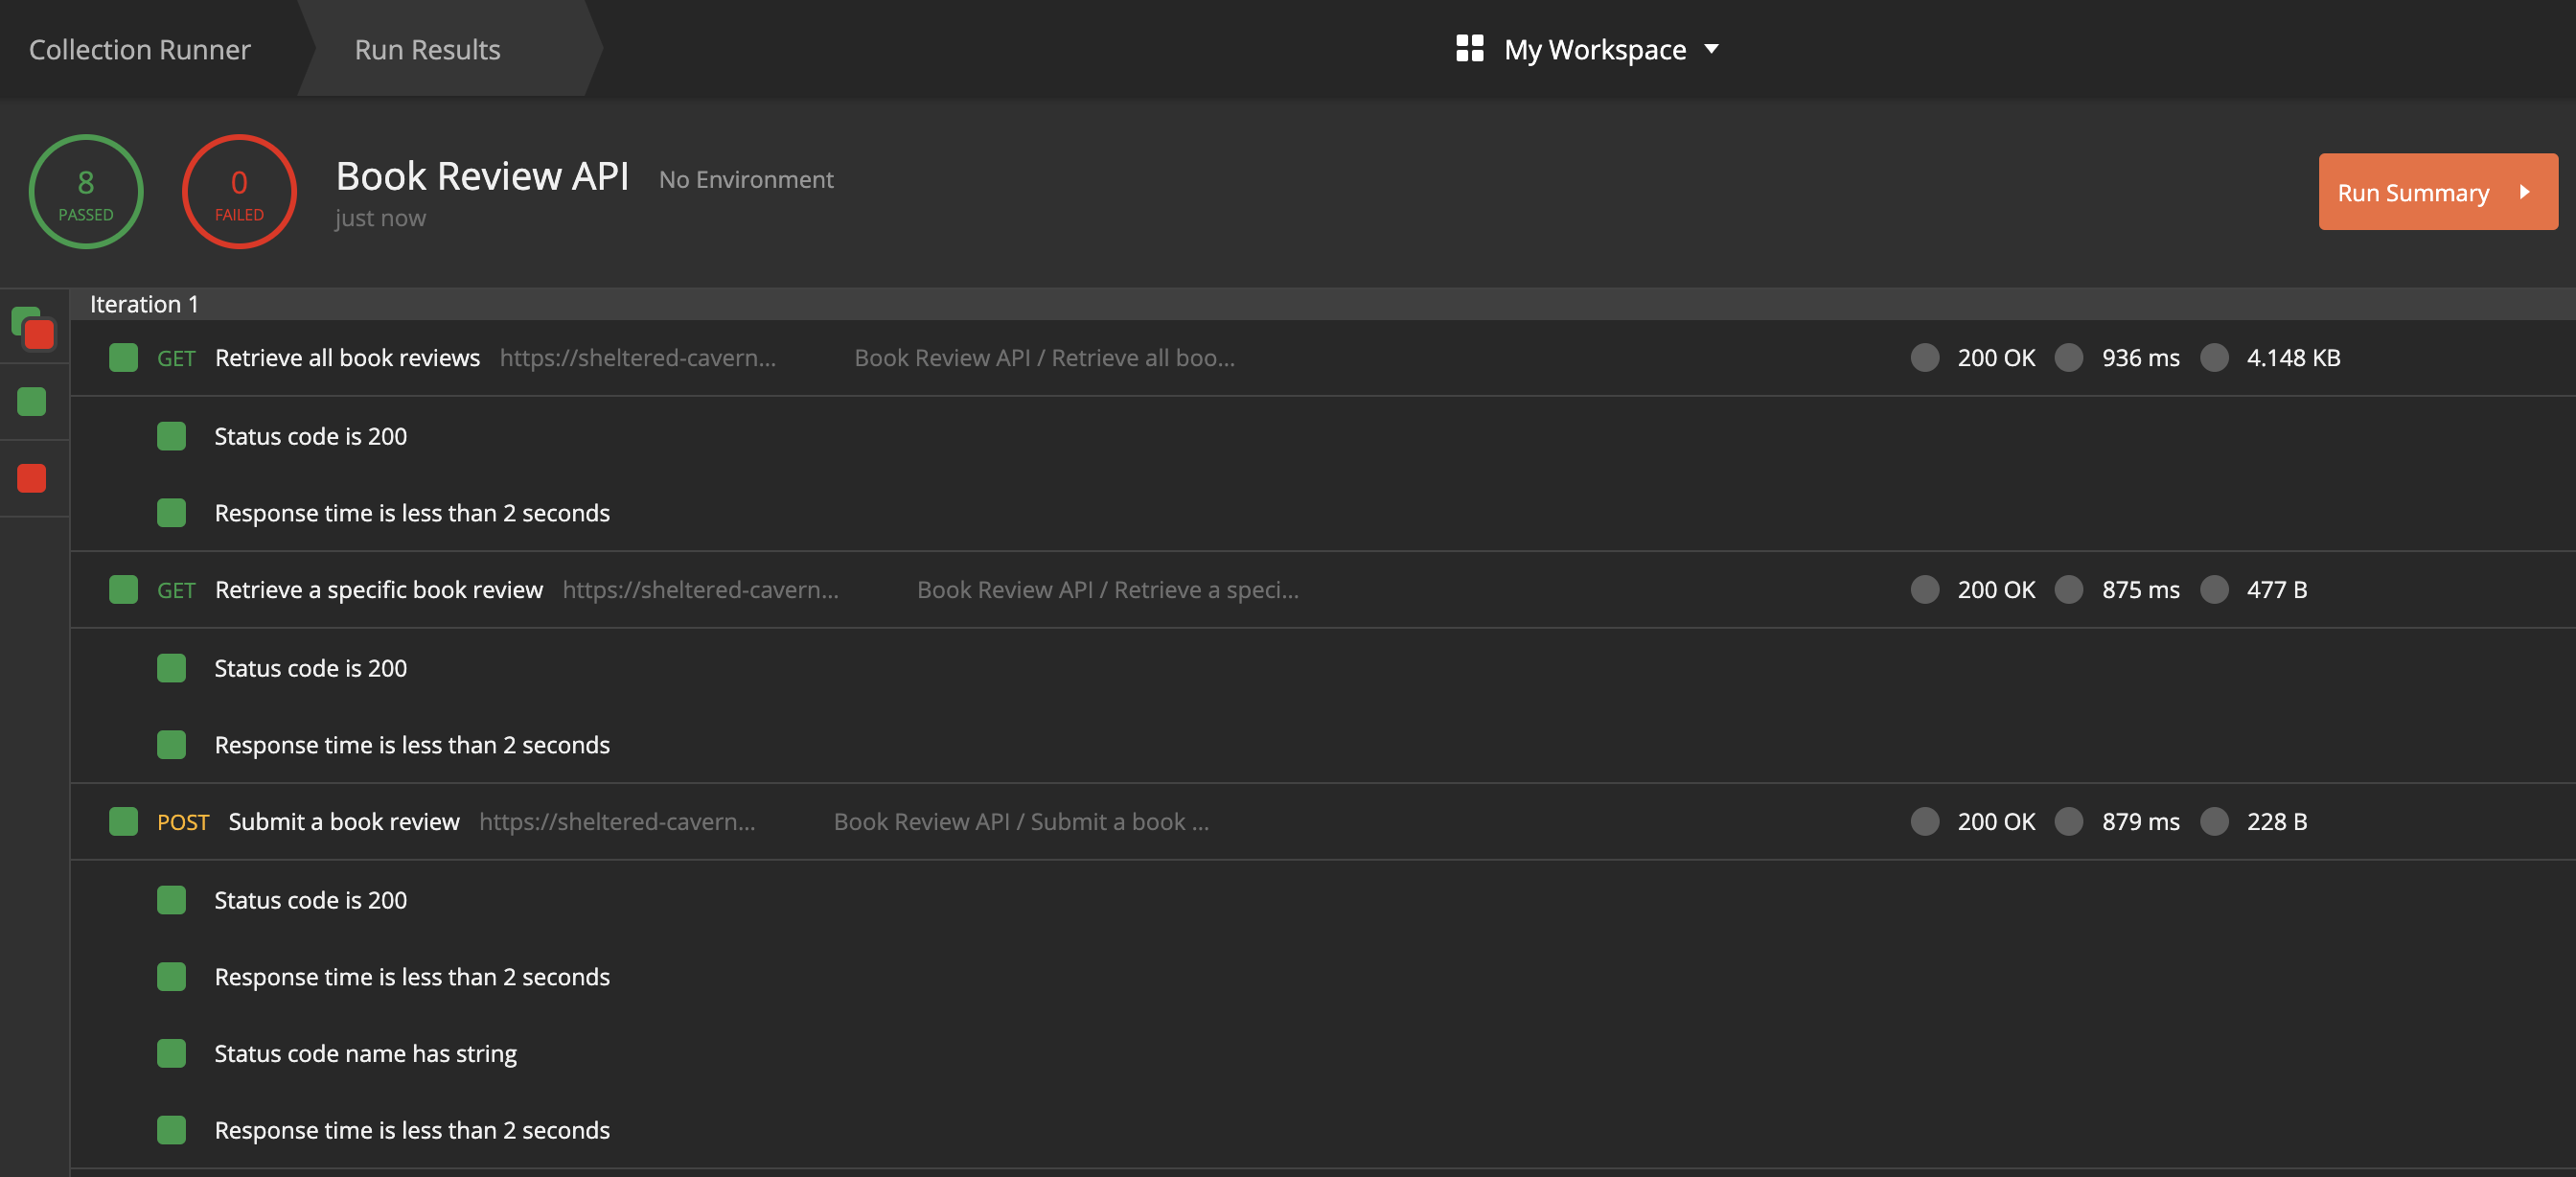 Collection Runner Run Results My Workspace
8 PASSED
0 FAILED
Book Review API No Environment
just now
Run Summary
Iteration 1
GET Retrieve all book reviews https://sheltered-cavern... Book Review API / Retrieve all boo... 200 OK 936 ms 4.148 KB
Status code is 200
Response time is less than 2 seconds
GET Retrieve a specific book review https://sheltered-cavern... Book Review API / Retrieve a speci... 200 OK 875 ms 477 B
Status code is 200
Response time is less than 2 seconds
POST Submit a book review https://sheltered-cavern... Book Review API / Submit a book ... 200 OK 879 ms 228 B
Status code is 200
Response time is less than 2 seconds
Status code name has string
Response time is less than 2 seconds